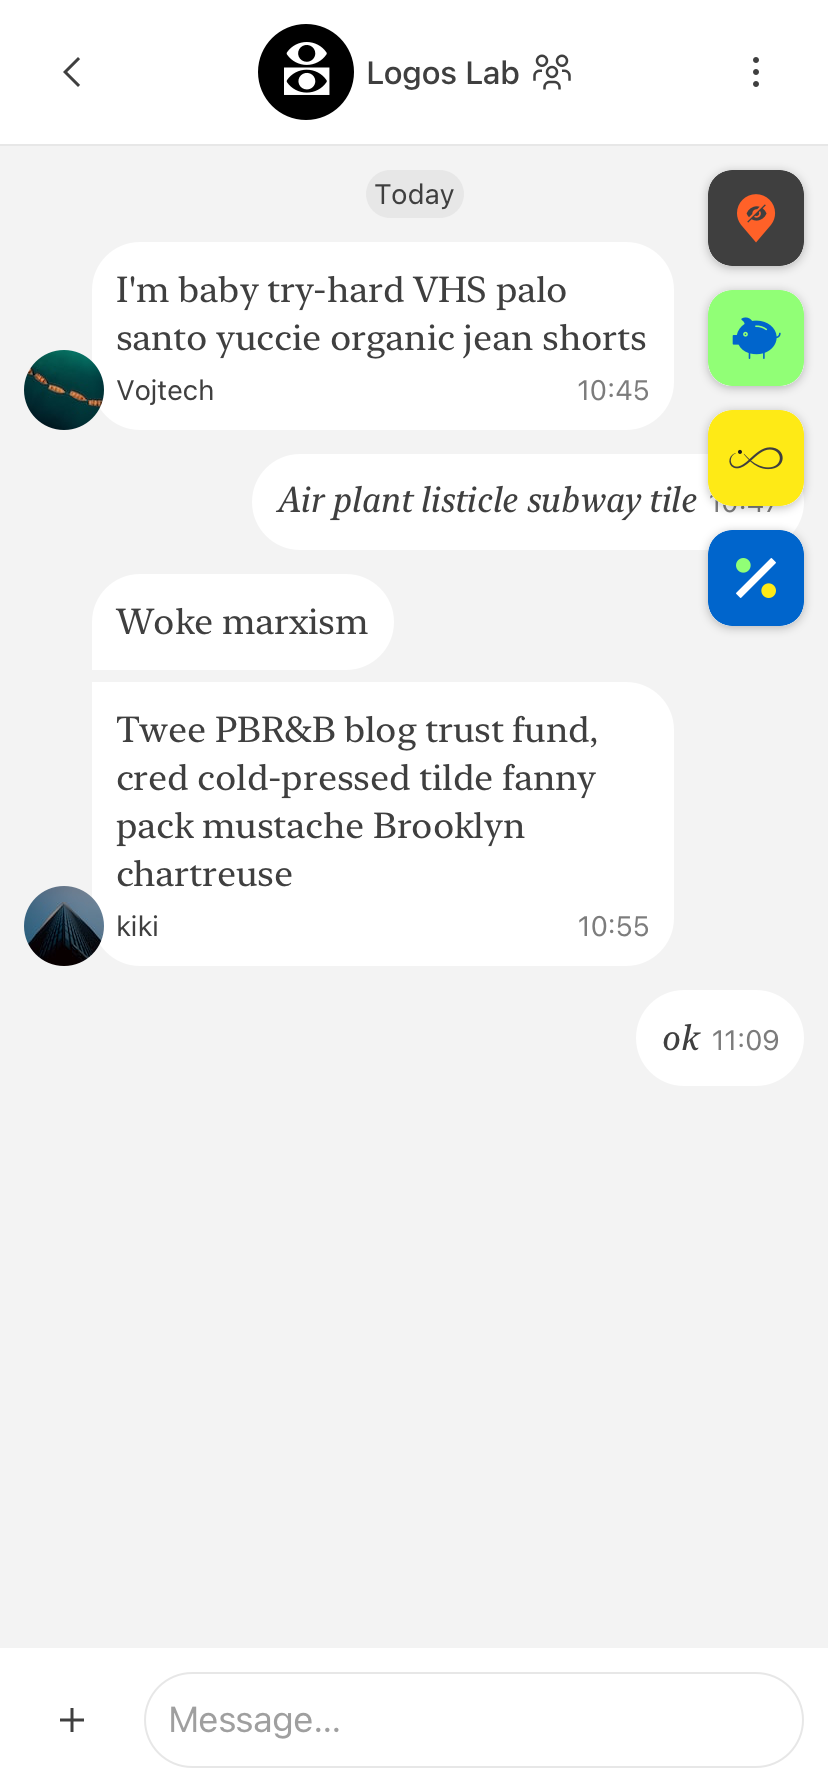 Logos Lab
Today
I'm baby try-hard VHS palo
santo yuccie organic jean shorts
Vojtech 10:45
Air plant listicle subway tile
Woke marxism
Twee PBR&B blog trust fund,
cred cold-pressed tilde fanny
pack mustache Brooklyn
chartreuse
kiki 10:55
ok 11:09
Message...